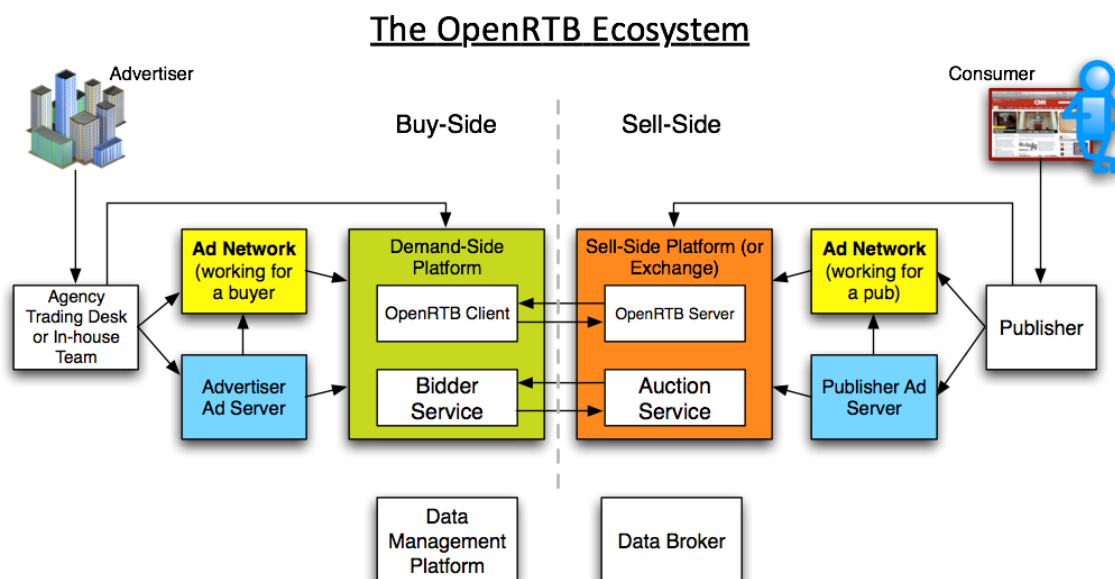 The OpenRTB Ecosystem
Advertiser
Consumer
CNN
Buy-Side
Sell-Side
Ad Network
(working for
a buyer
Demand-Side
Platform
Sell-Side Platform (or
Exchange)
Ad Network
(working for
a pub)
Agency
Trading Desk
or In-house
Team
OpenRTB Client
OpenRTB Server
Publisher
Advertiser
Ad Server
Bidder
Service
Auction
Service
Publisher Ad
Server
Data
Management
Platform
Data Broker